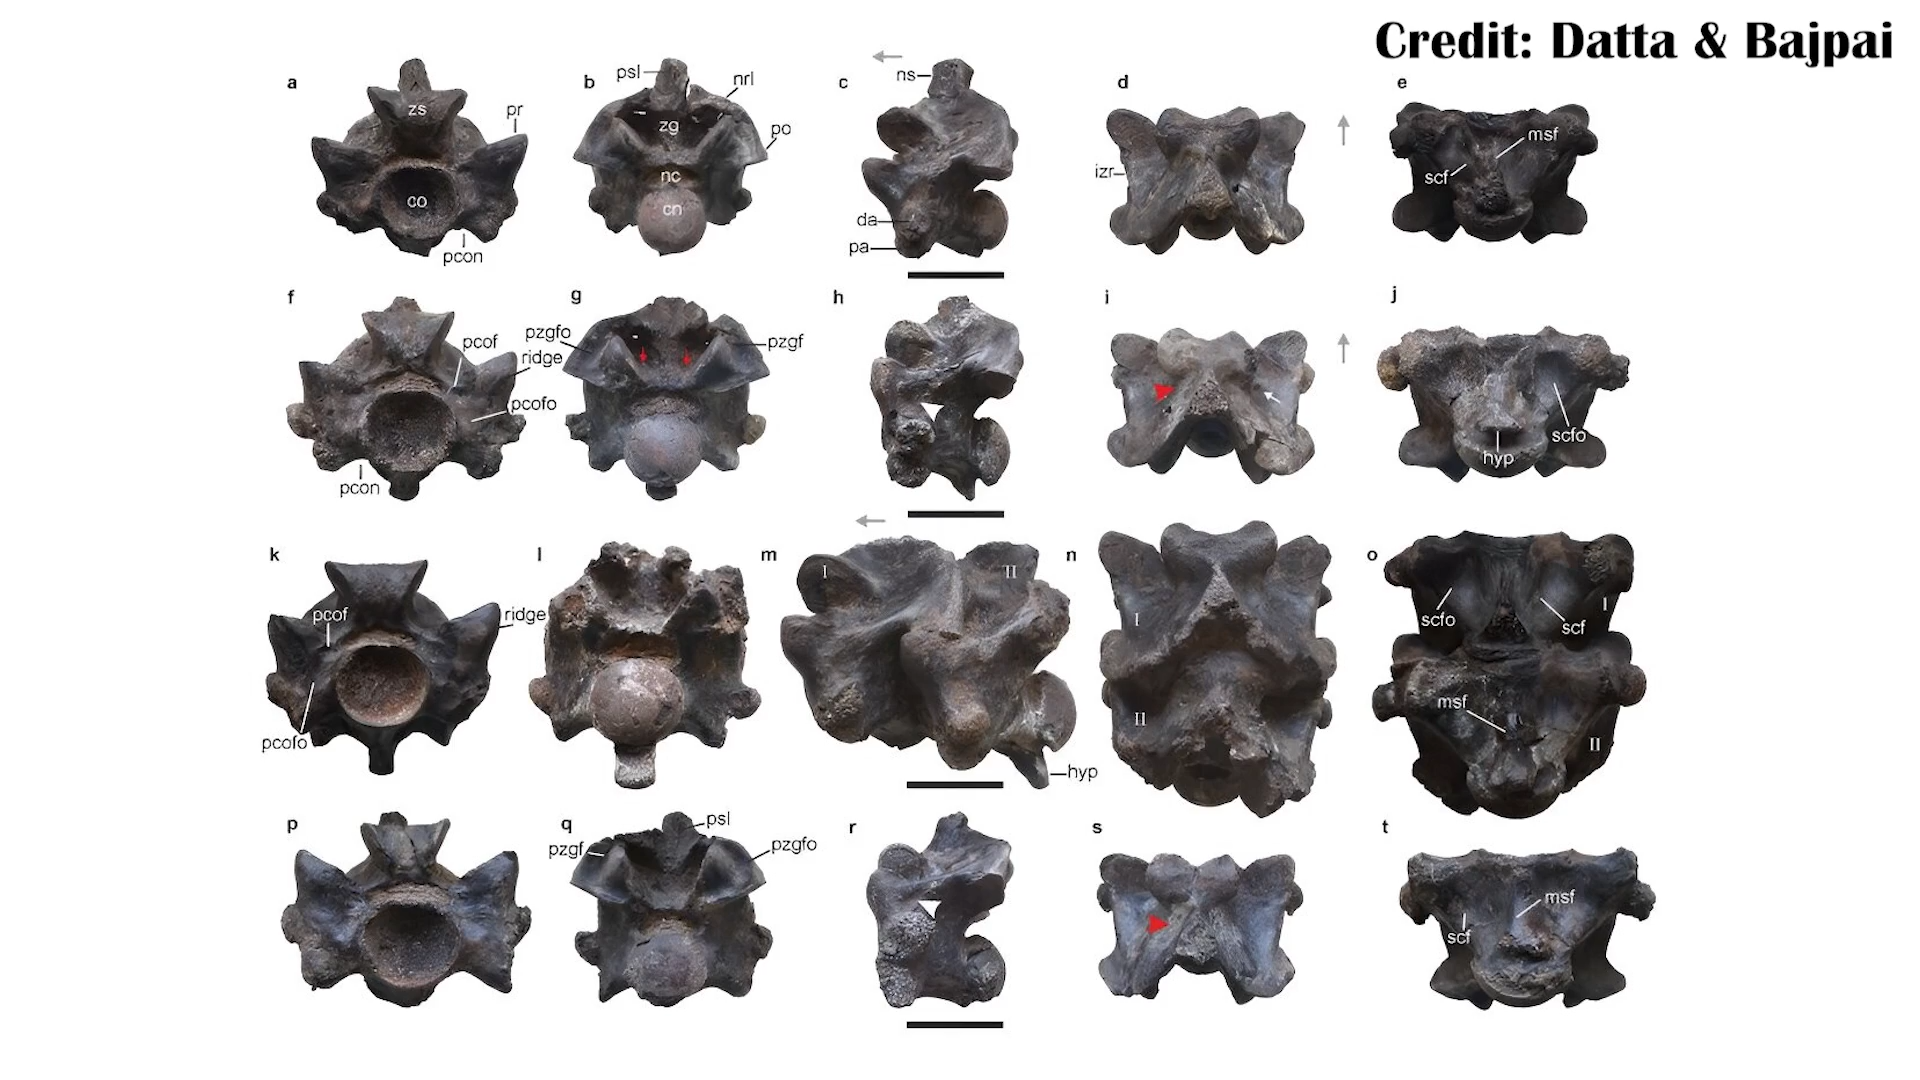 Credit: Datta & Bajpai
a
zs
pr
co
pcon
b
psl
nrl
zg
po
nc
cn
c
ns
da
pa
d
izr
e
msf
scf
f
pcof
ridge
pcofo
pcon
g
pzgfo
pzgf
h
i
j
scfo
hyp
k
pcof
ridge
pcofo
l
m
I
II
hyp
n
I
II
o
scfo
I
scf
msf
II
p
q
psl
pzgf
pzgfo
r
s
t
msf
scf